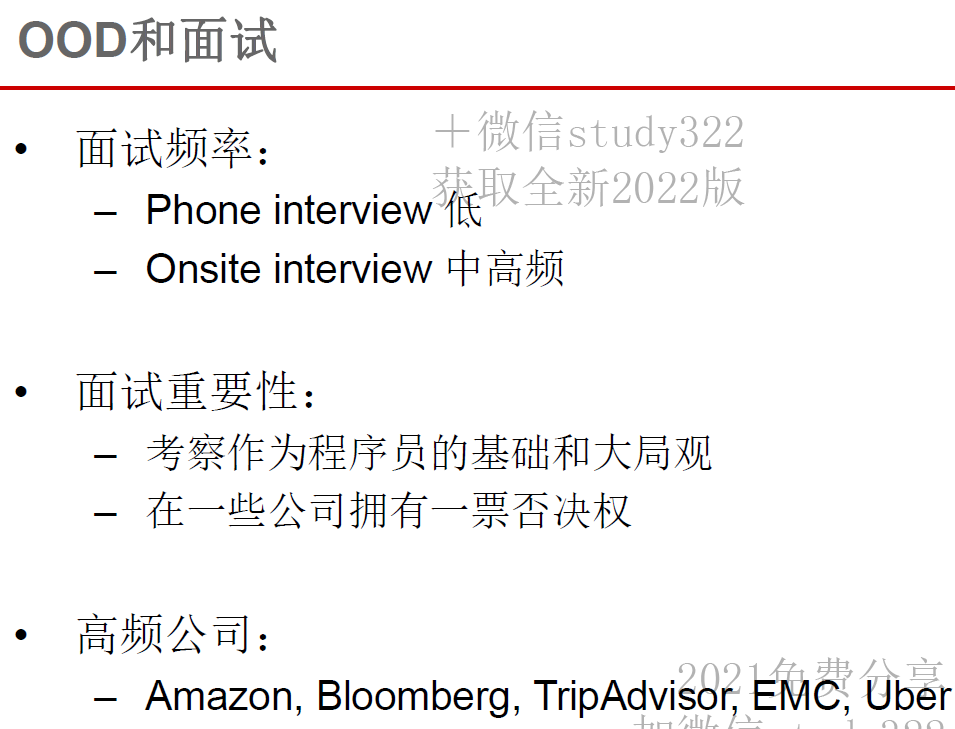 OOD和面试
＋微信study322
获取全新2022版
• 面试频率：
– Phone interview 低
– Onsite interview 中高频
• 面试重要性：
– 考察作为程序员的基础和大局观
– 在一些公司拥有一票否决权
• 高频公司：
2021免费分享
– Amazon, Bloomberg, TripAdvisor, EMC, Uber